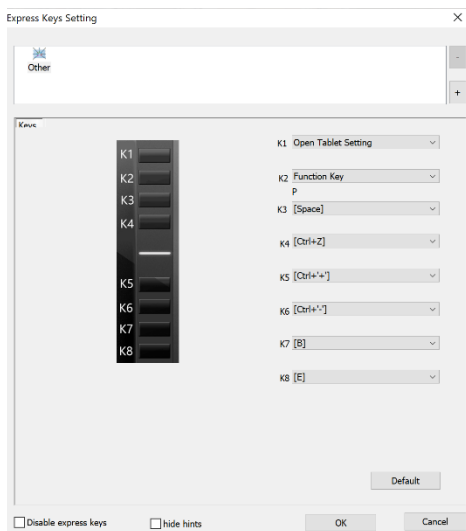 Express Keys Setting
Other
-
+
Keys
K1
K2
K3
K4
K5
K6
K7
K8
K1 Open Tablet Setting
K2 Function Key
P
K3 [Space]
K4 [Ctrl+Z]
K5 [Ctrl+'+']
K6 [Ctrl+'-']
K7 [B]
K8 [E]
Default
Disable express keys hide hints OK Cancel